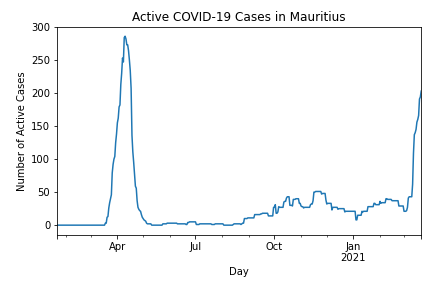 Active COVID-19 Cases in Mauritius
300
250
200
150
100
50
0
Number of Active Cases
Apr
Jul
Oct
Jan
2021
Day